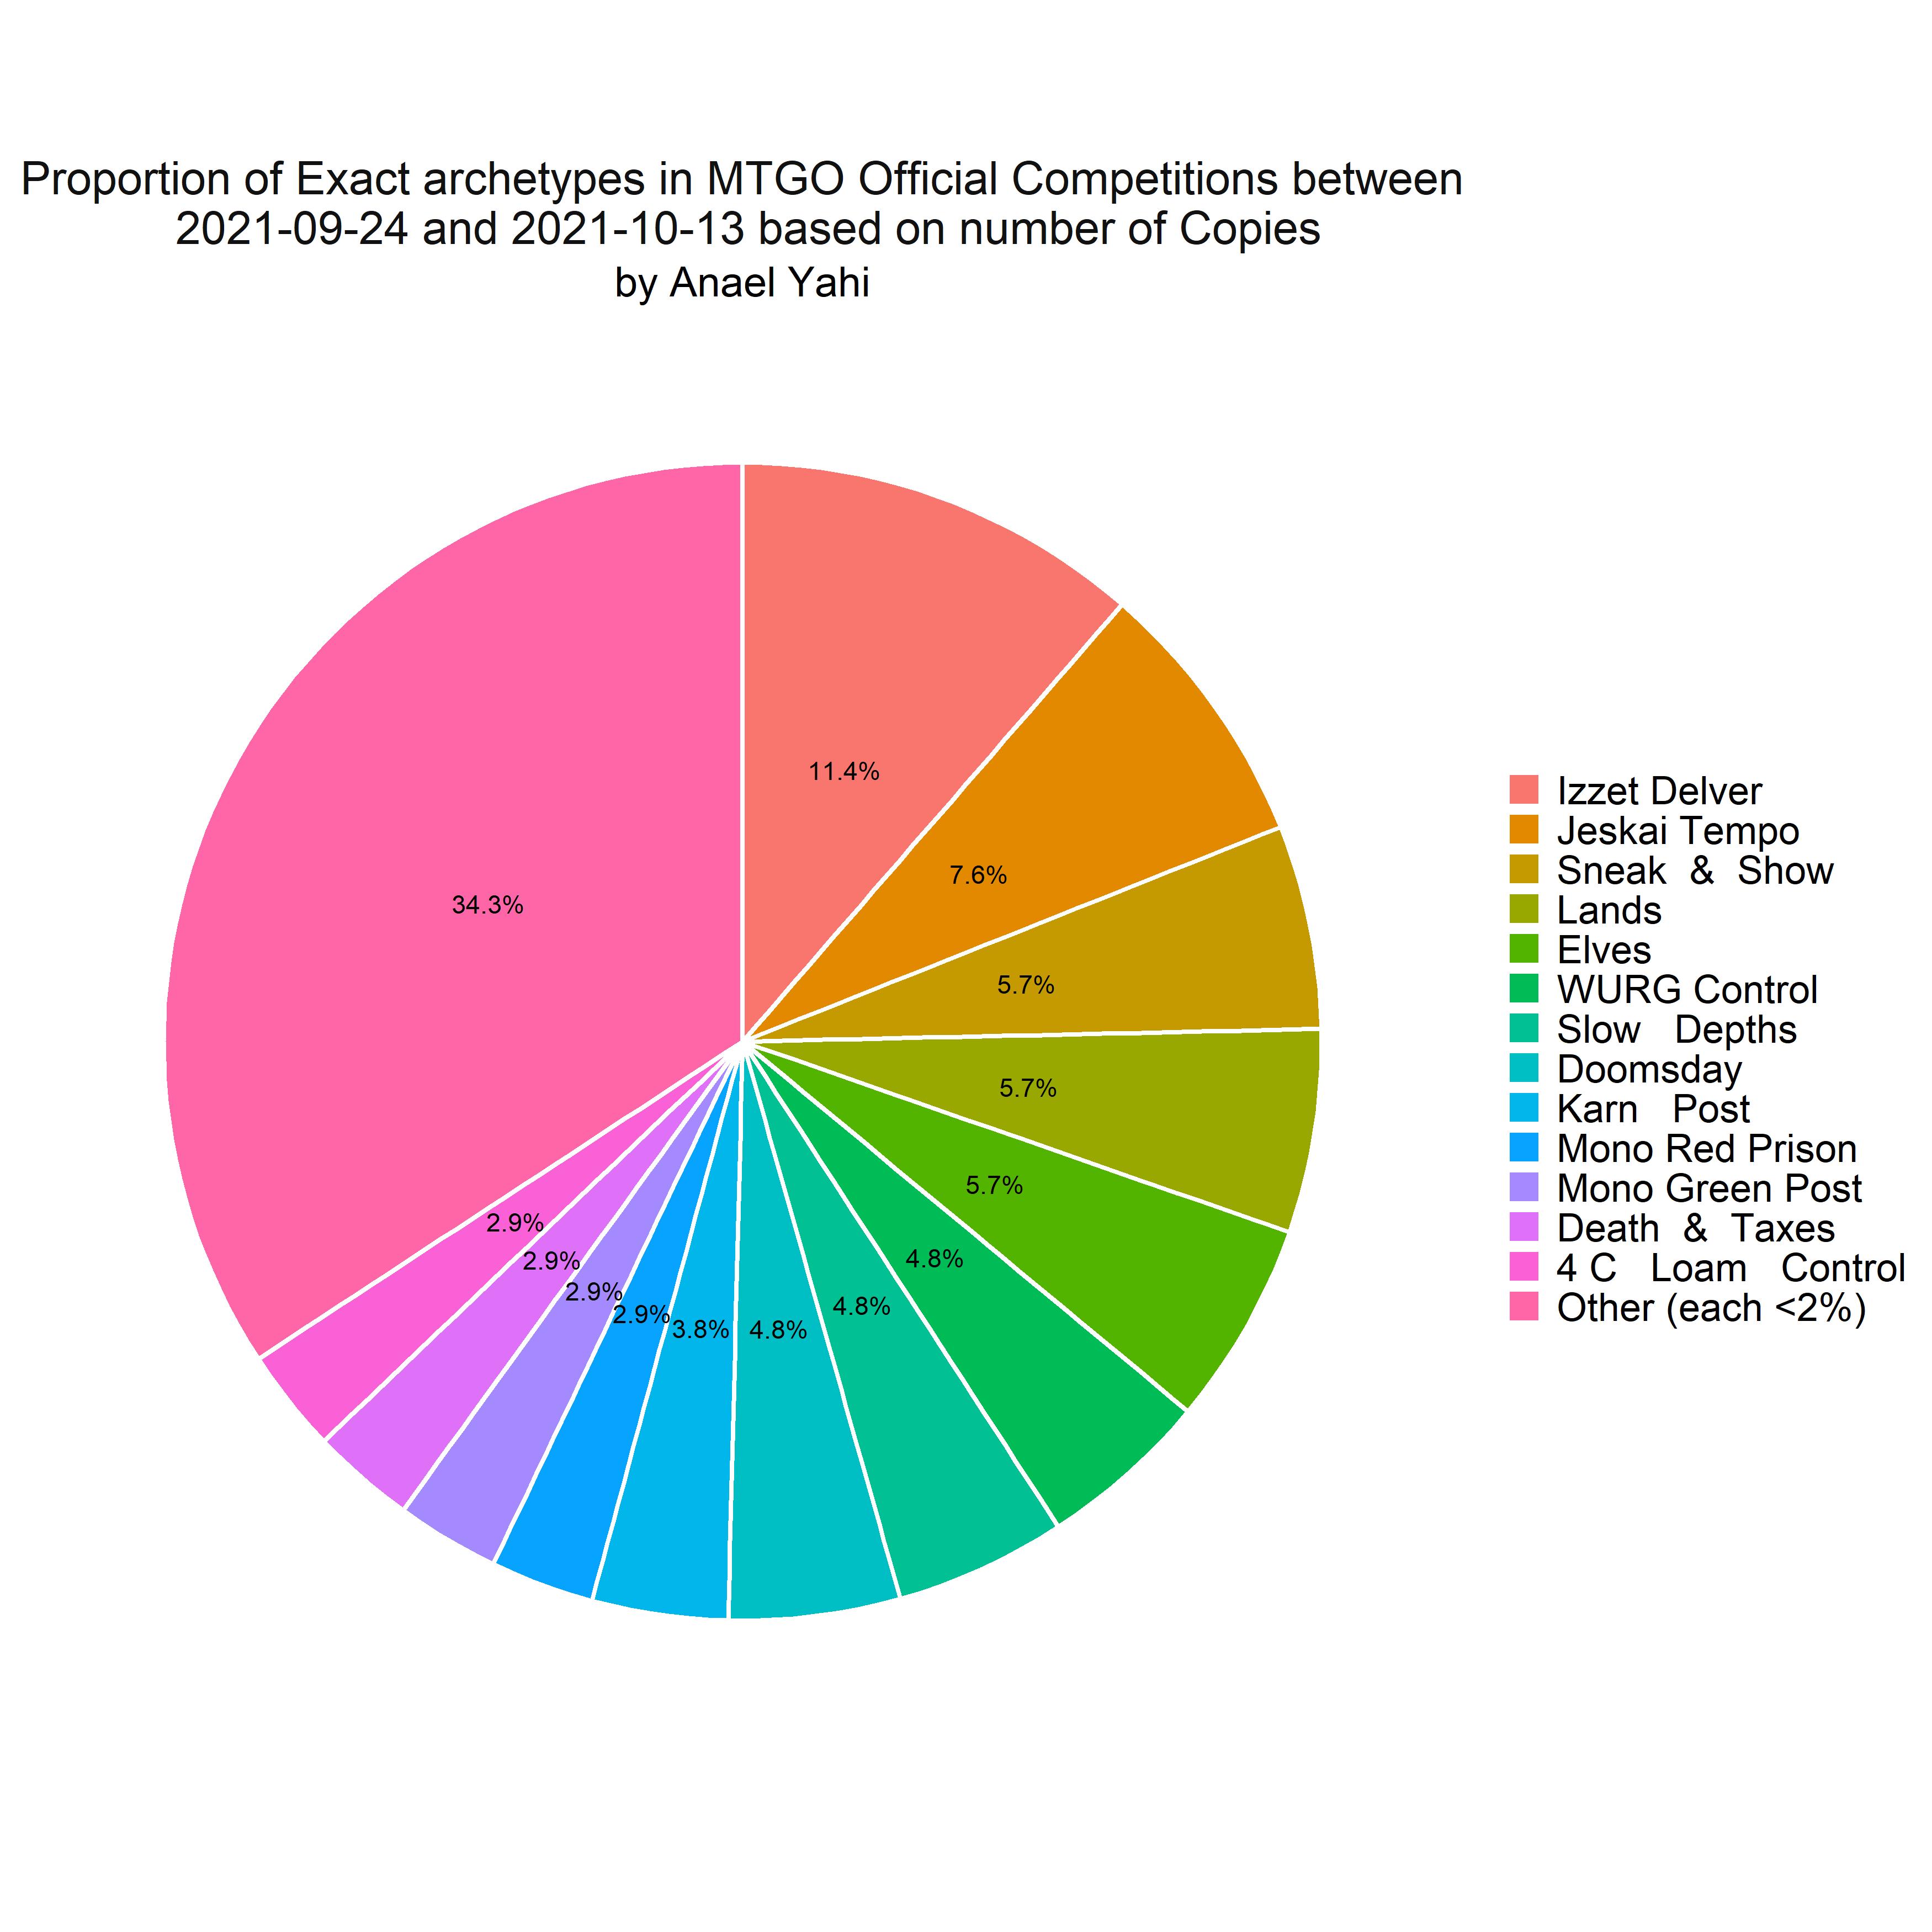 Proportion of Exact archetypes in MTGO Official Competitions between
2021-09-24 and 2021-10-13 based on number of Copies
by Anael Yahi
11.4%
7.6%
5.7%
5.7%
5.7%
4.8%
4.8%
4.8%
3.8%
2.9%
2.9%
2.9%
2.9%
34.3%
Izzet Delver
Jeskai Tempo
Sneak & Show
Lands
Elves
WURG Control
Slow Depths
Doomsday
Karn Post
Mono Red Prison
Mono Green Post
Death & Taxes
4 C Loam Control
Other (each <2%)